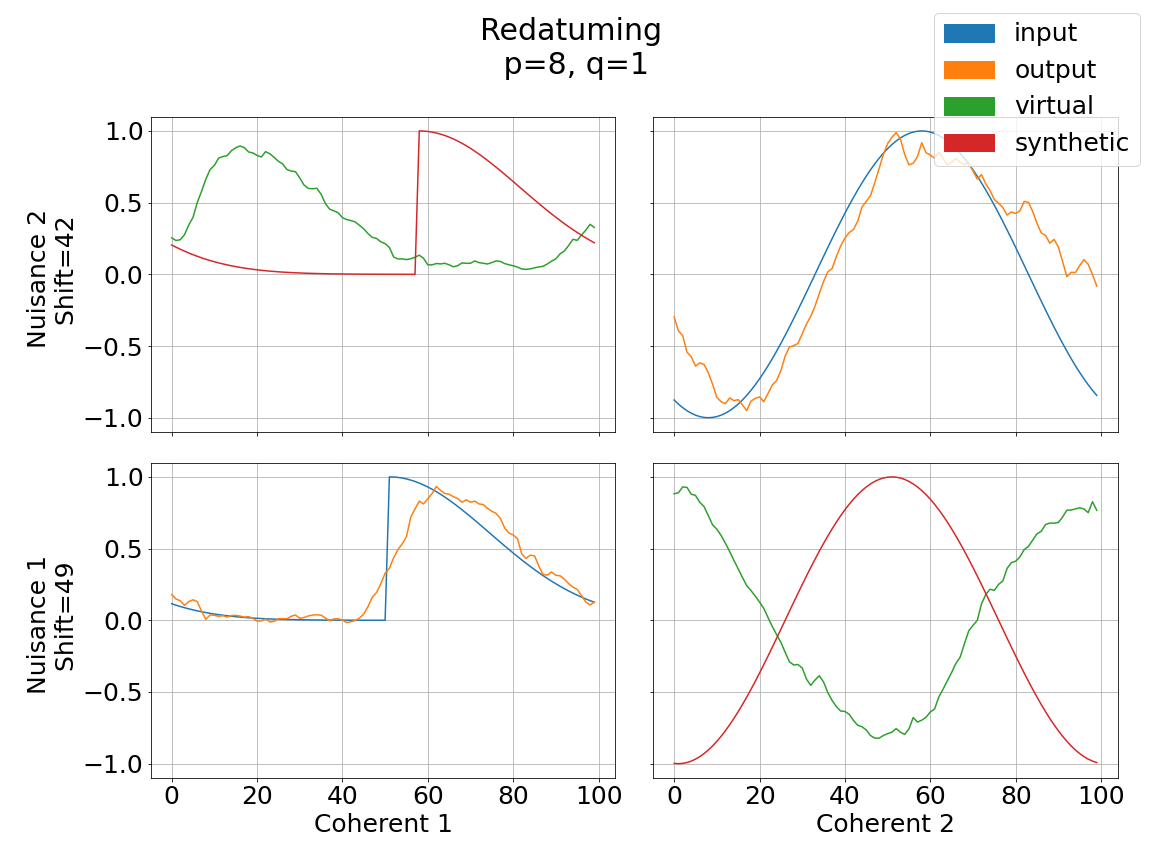 Redatuming
p=8, q=1
input
output
virtual
synthetic
Nuisance 2
Shift=42
1.0
0.5
0.0
−0.5
−1.0
Nuisance 1
Shift=49
1.0
0.5
0.0
−0.5
−1.0
0 20 40 60 80 100
Coherent 1
0 20 40 60 80 100
Coherent 2